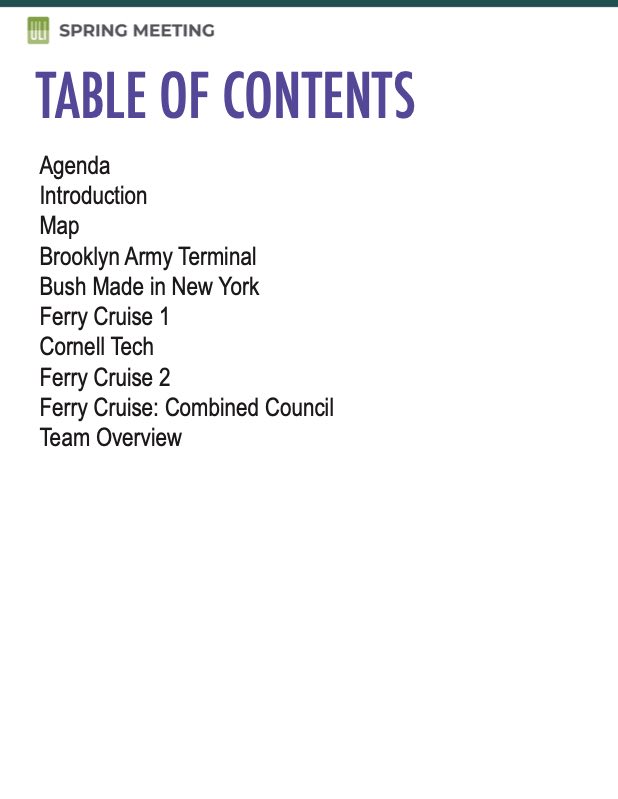 ULI SPRING MEETING
TABLE OF CONTENTS
Agenda
Introduction
Map
Brooklyn Army Terminal
Bush Made in New York
Ferry Cruise 1
Cornell Tech
Ferry Cruise 2
Ferry Cruise: Combined Council
Team Overview